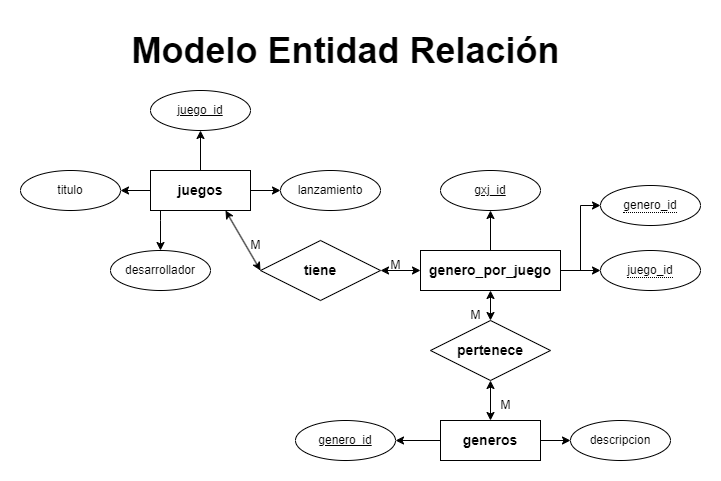 Modelo Entidad Relación
juego_id
titulo
juegos
lanzamiento
gxj_id
genero_id
desarrollador
M
tiene
M
genero_por_juego
juego_id
M
pertenece
M
genero_id
generos
descripcion